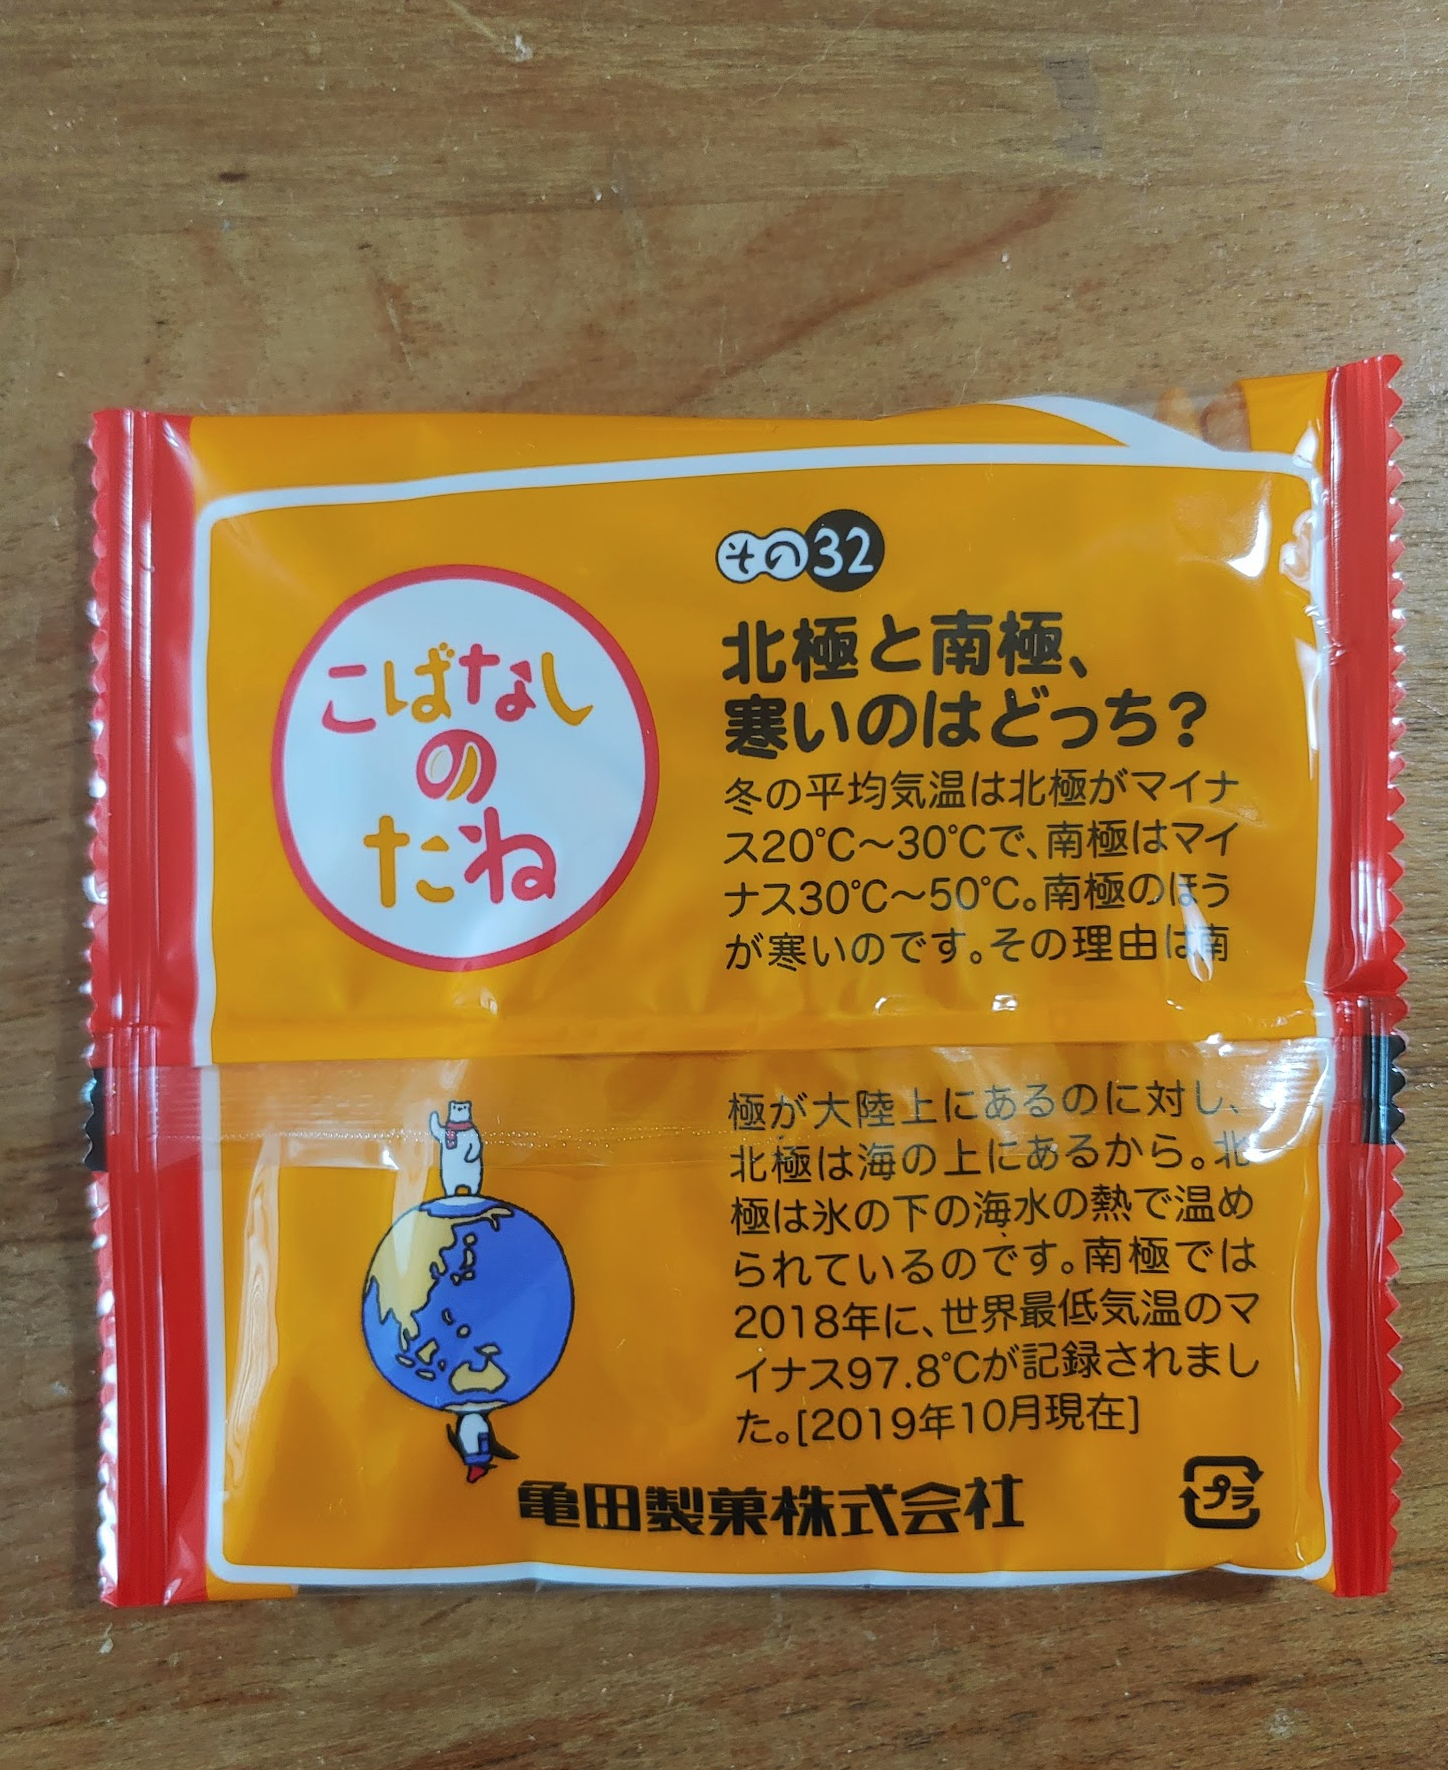 こばなし
の
たね
その32
北極と南極、
寒いのはどっち？
冬の平均気温は北極がマイナ
ス20℃～30℃で、南極はマイ
ナス30℃～50℃。南極のほう
が寒いのです。その理由は南
極が大陸上にあるのに対し、
北極は海の上にあるから。北
極は氷の下の海水の熱で温め
られているのです。南極では
2018年に、世界最低気温のマ
イナス97.8℃が記録されまし
た。[2019年10月現在]
亀田製菓株式会社
プラ